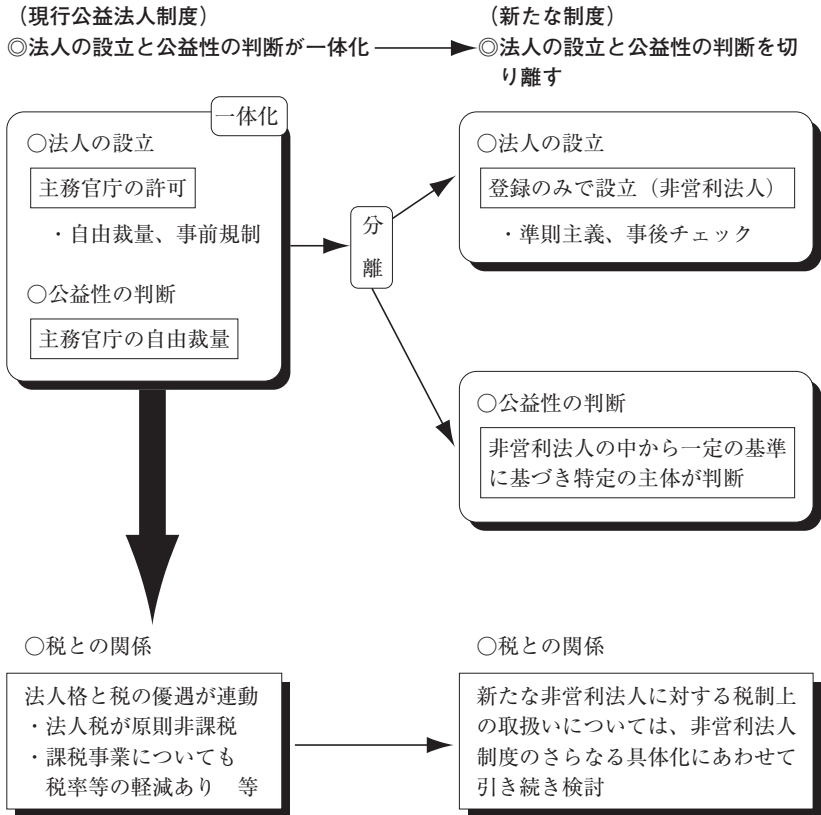 （現行公益法人制度）
◎法人の設立と公益性の判断が一体化
（新たな制度）
◎法人の設立と公益性の判断を切
り離す
一体化
○法人の設立
主務官庁の許可
・自由裁量、事前規制
○公益性の判断
主務官庁の自由裁量
分
離
○法人の設立
登録のみで設立（非営利法人）
・準則主義、事後チェック
○公益性の判断
非営利法人の中から一定の基準
に基づき特定の主体が判断
○税との関係
法人格と税の優遇が連動
・法人税が原則非課税
・課税事業についても
税率等の軽減あり　等
○税との関係
新たな非営利法人に対する税制上
の取扱いについては、非営利法人
制度のさらなる具体化にあわせて
引き続き検討